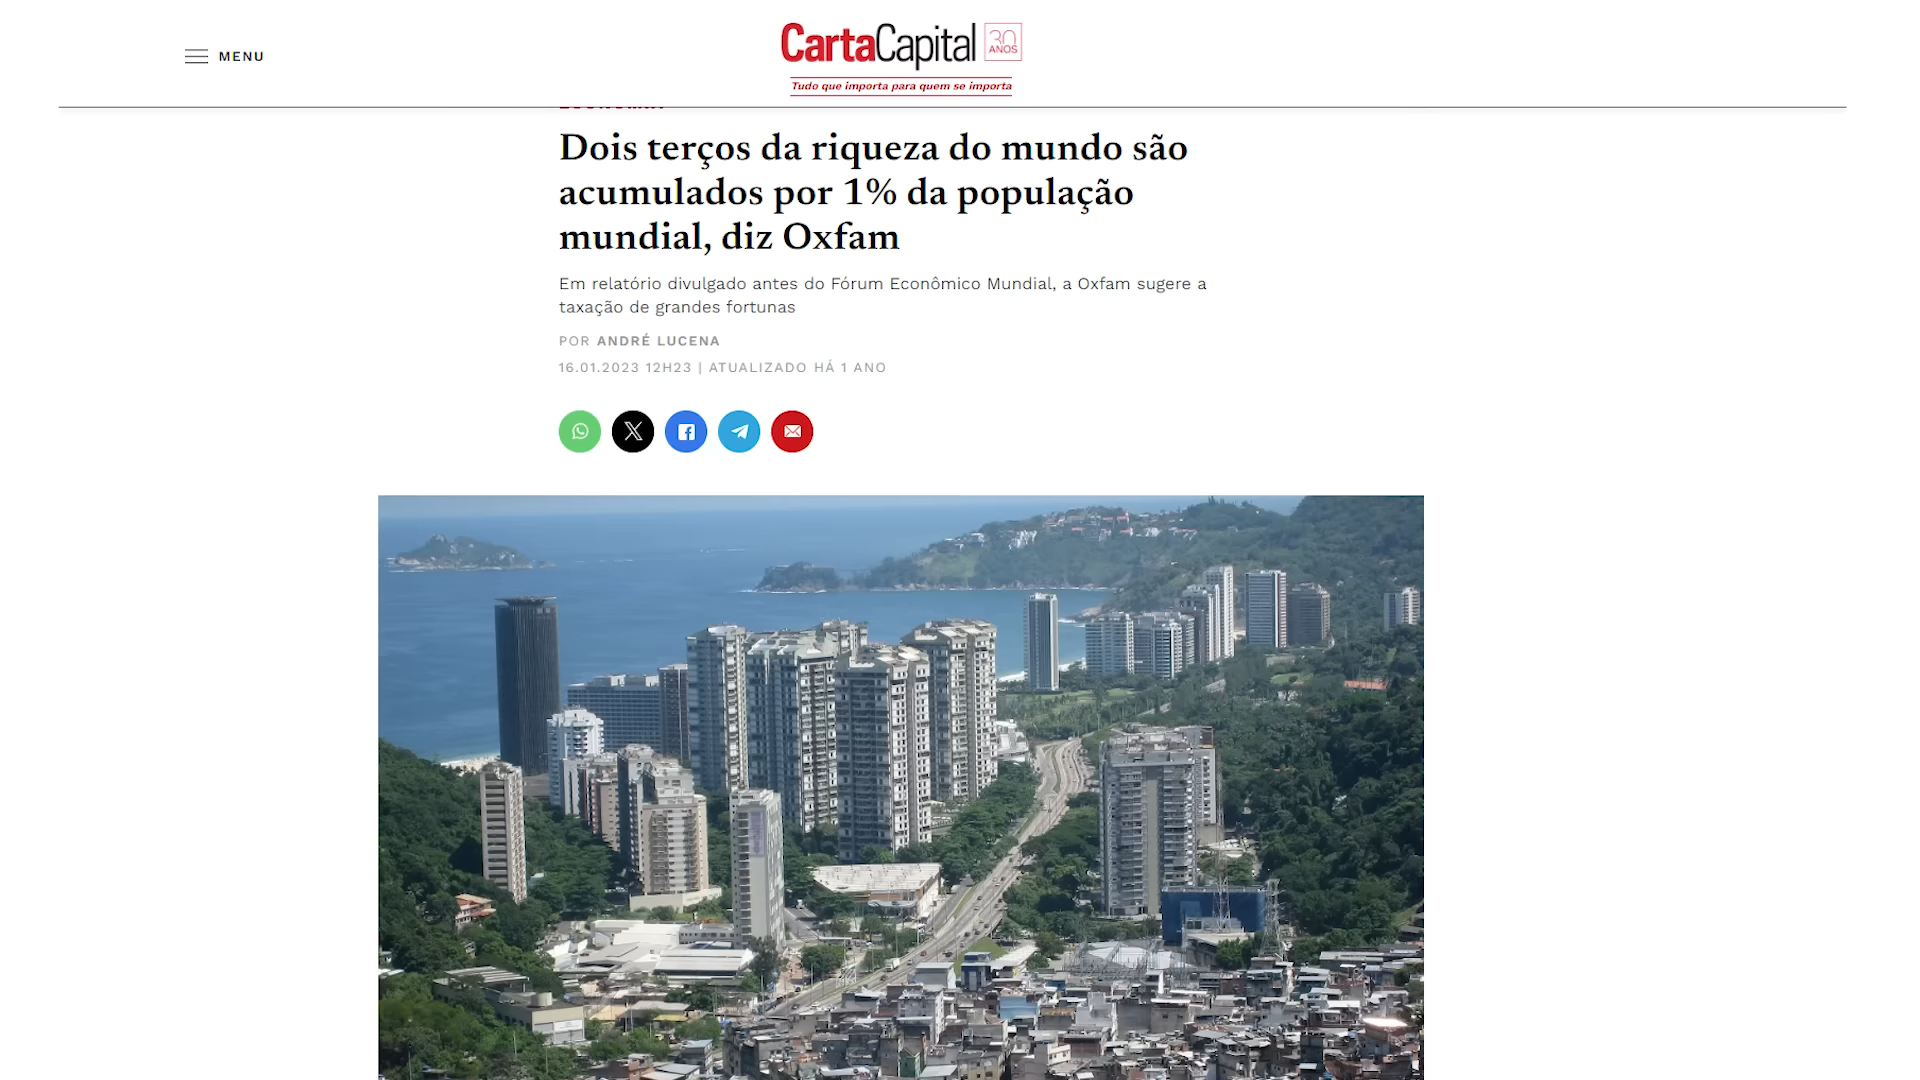 MENU
CartaCapital 30 ANOS
Tudo que importa para quem se importa
Dois terços da riqueza do mundo são
acumulados por 1% da população
mundial, diz Oxfam
Em relatório divulgado antes do Fórum Econômico Mundial, a Oxfam sugere a
taxação de grandes fortunas
POR ANDRÉ LUCENA
16.01.2023 12H23 | ATUALIZADO HÁ 1 ANO